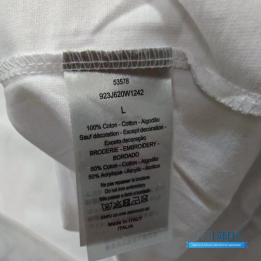 53578
923J620W1242
L
100% Coton - Cotton - Algodão
Sauf décoration - Except decoration -
Exceto decoração
BRODERIE - EMBROIDERY -
BORDADO
50% Coton - Cotton - Algodão
50% Acrylique - Acrylic - Acrílico
Made in ITALY
ITALIA